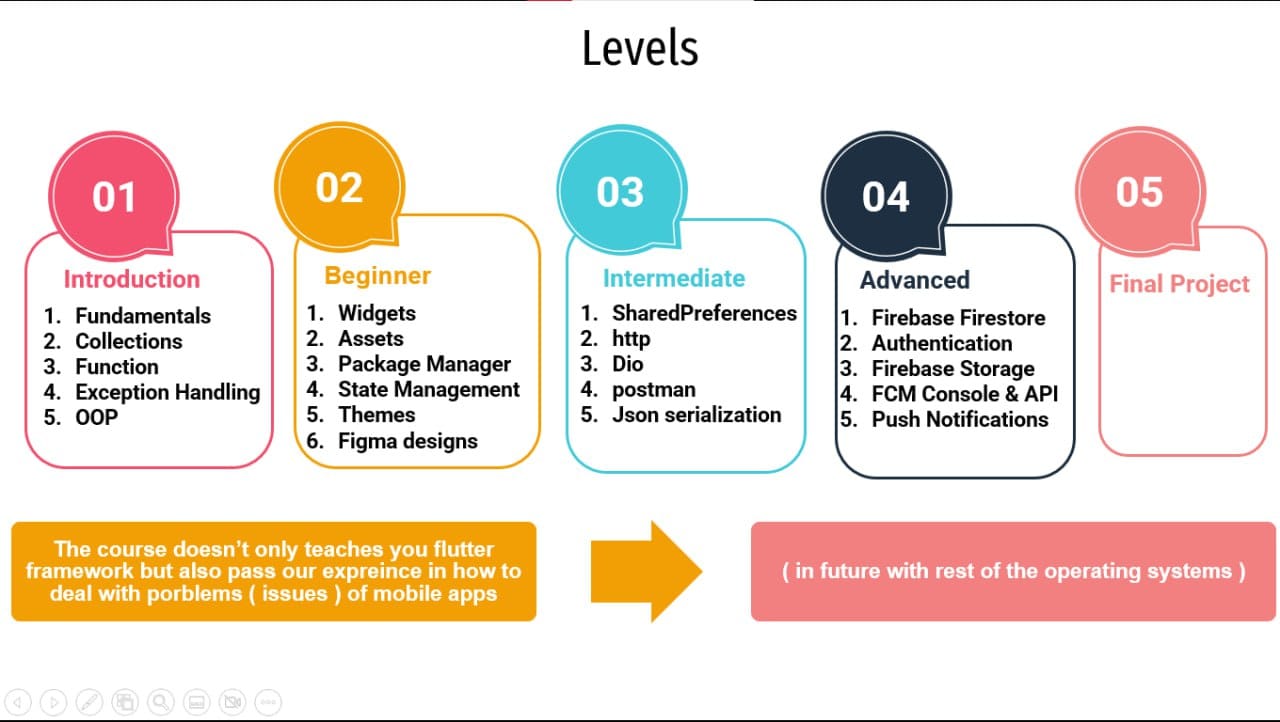 Levels
01
Introduction
1. Fundamentals
2. Collections
3. Function
4. Exception Handling
5. OOP
02
Beginner
1. Widgets
2. Assets
3. Package Manager
4. State Management
5. Themes
6. Figma designs
03
Intermediate
1. SharedPreferences
2. http
3. Dio
4. postman
5. Json serialization
04
Advanced
1. Firebase Firestore
2. Authentication
3. Firebase Storage
4. FCM Console & API
5. Push Notifications
05
Final Project
The course doesn't only teaches you flutter
framework but also pass our expreince in how to
deal with porblems ( issues ) of mobile apps
( in future with rest of the operating systems )